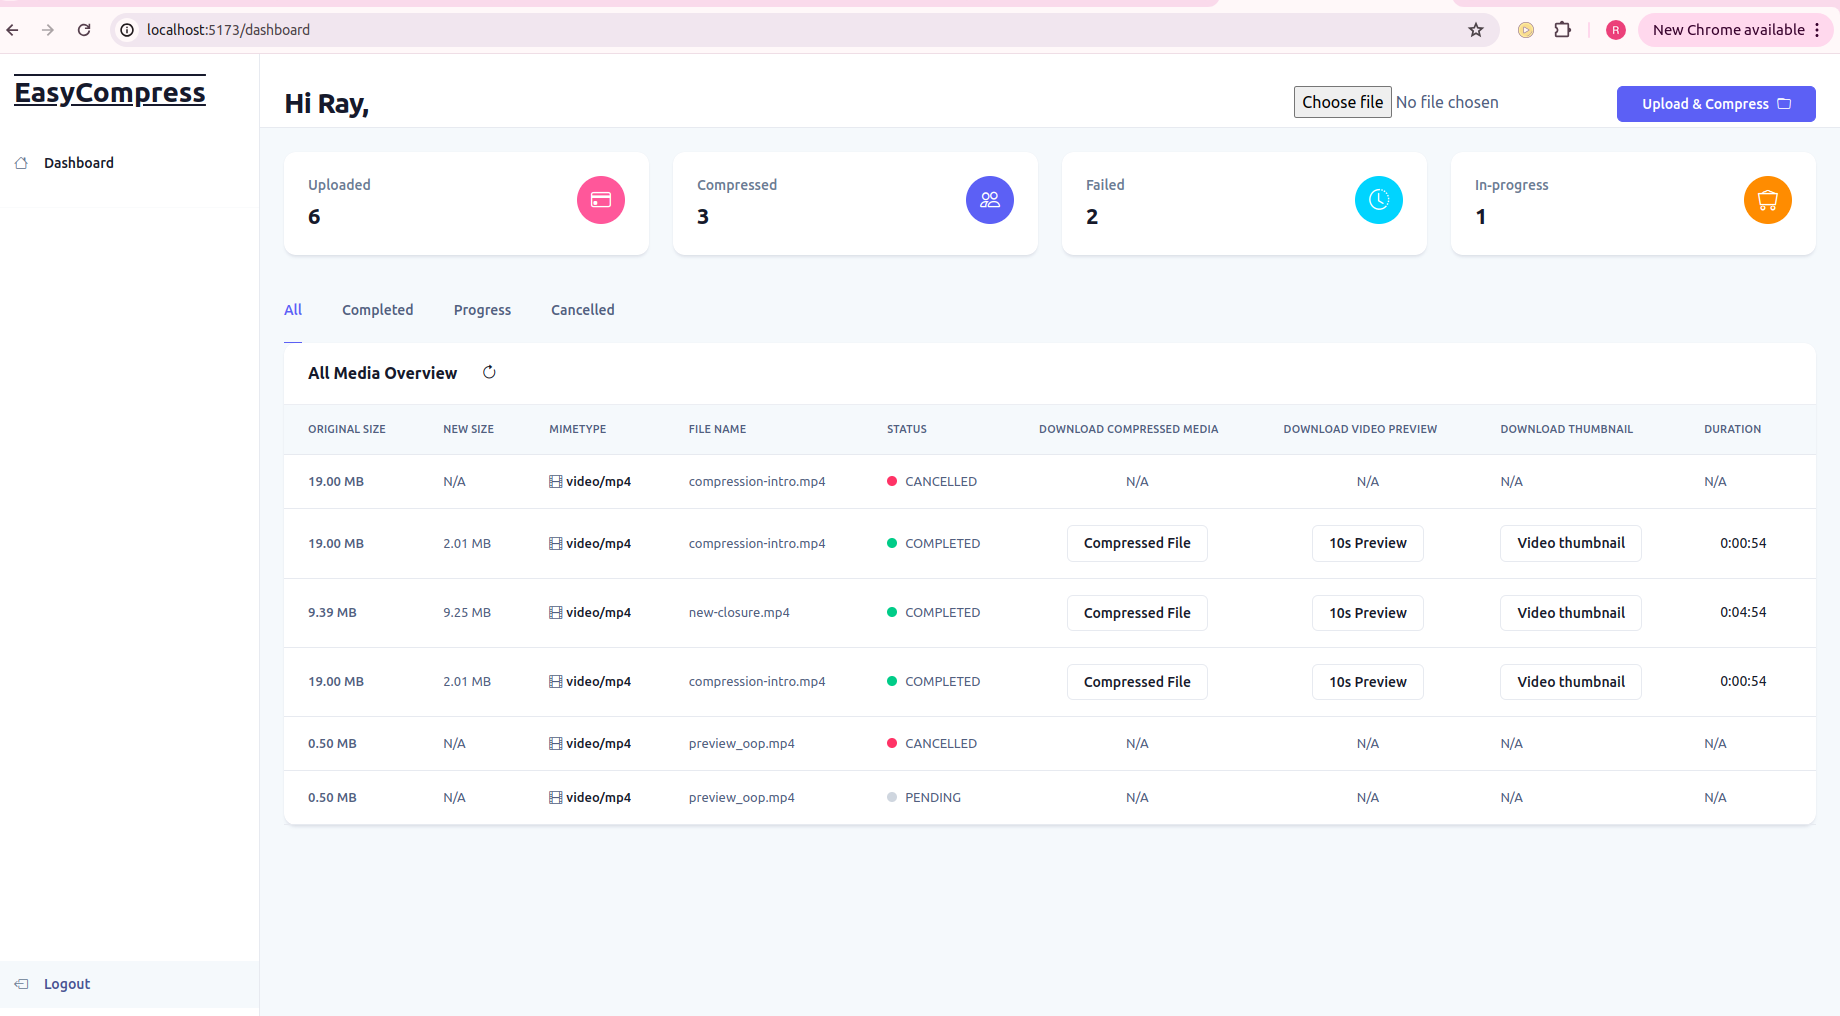 localhost:5173/dashboard
R
New Chrome available
EasyCompress
Hi Ray,
Choose file No file chosen
Upload & Compress
Dashboard
Uploaded
6
Compressed
3
Failed
2
In-progress
1
All Completed Progress Cancelled
All Media Overview
ORIGINAL SIZE NEW SIZE MIMETYPE FILE NAME STATUS DOWNLOAD COMPRESSED MEDIA DOWNLOAD VIDEO PREVIEW DOWNLOAD THUMBNAIL DURATION
19.00 MB N/A video/mp4 compression-intro.mp4 CANCELLED N/A N/A N/A N/A
19.00 MB 2.01 MB video/mp4 compression-intro.mp4 COMPLETED Compressed File 10s Preview Video thumbnail 0:00:54
9.39 MB 9.25 MB video/mp4 new-closure.mp4 COMPLETED Compressed File 10s Preview Video thumbnail 0:04:54
19.00 MB 2.01 MB video/mp4 compression-intro.mp4 COMPLETED Compressed File 10s Preview Video thumbnail 0:00:54
0.50 MB N/A video/mp4 preview_oop.mp4 CANCELLED N/A N/A N/A N/A
0.50 MB N/A video/mp4 preview_oop.mp4 PENDING N/A N/A N/A N/A
Logout